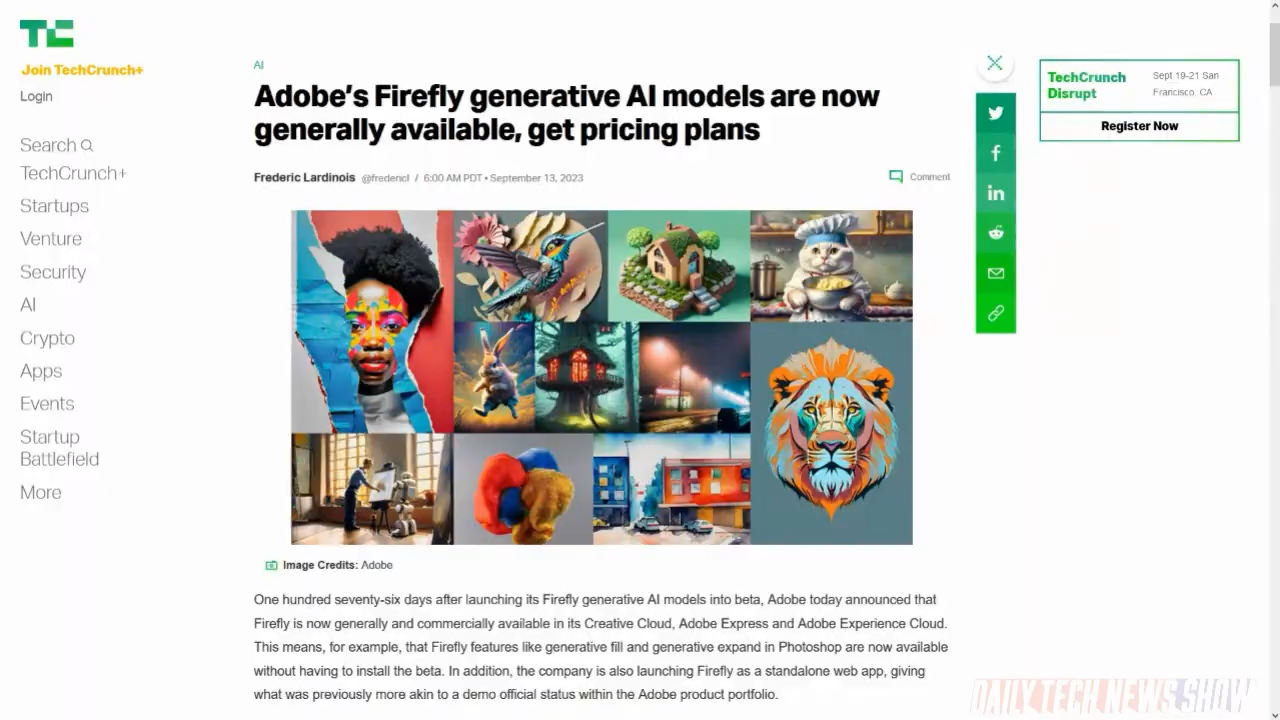 TC
Join TechCrunch+
Login
Search
TechCrunch+
Startups
Venture
Security
AI
Crypto
Apps
Events
Startup
Battlefield
More
AI
Adobe's Firefly generative AI models are now
generally available, get pricing plans
Frederic Lardinois @fredericl / 6:00 AM PDT • September 13, 2023
Comment
Image Credits: Adobe
One hundred seventy-six days after launching its Firefly generative AI models into beta, Adobe today announced that
Firefly is now generally and commercially available in its Creative Cloud, Adobe Express and Adobe Experience Cloud.
This means, for example, that Firefly features like generative fill and generative expand in Photoshop are now available
without having to install the beta. In addition, the company is also launching Firefly as a standalone web app, giving
what was previously more akin to a demo official status within the Adobe product portfolio.
TechCrunch
Disrupt
Sept 19-21 San
Francisco, CA
Register Now
DAILY TECH NEWS SHOW